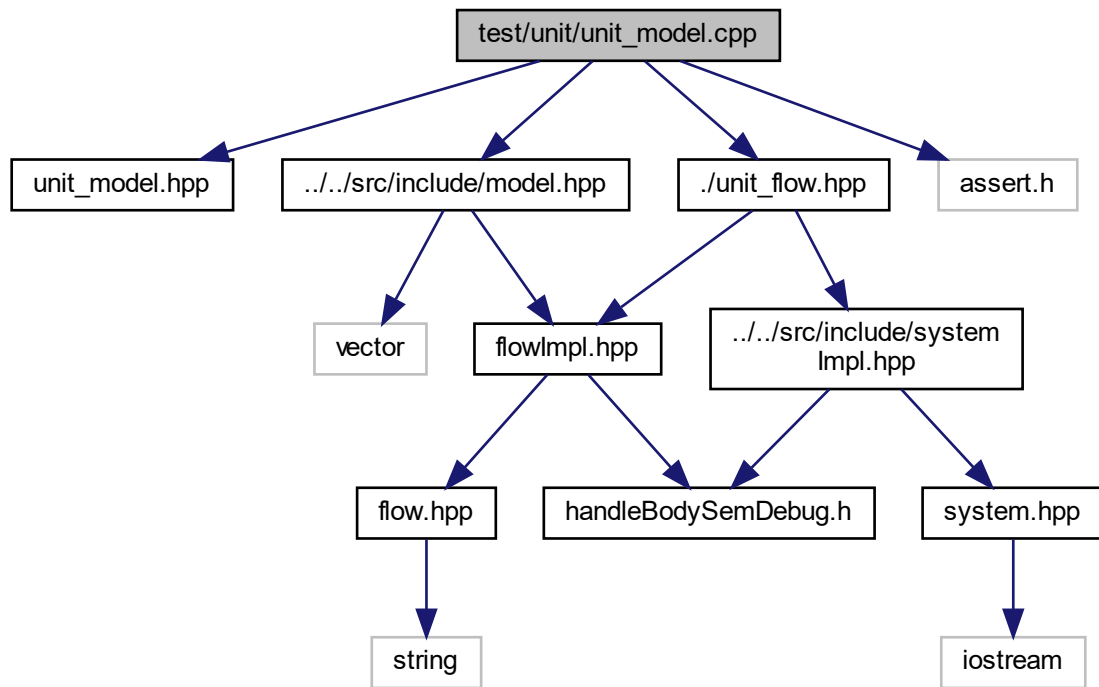 test/unit/unit_model.cpp
unit_model.hpp
../../src/include/model.hpp
./unit_flow.hpp
assert.h
vector
flowImpl.hpp
../../src/include/system
Impl.hpp
flow.hpp
handleBodySemDebug.h
system.hpp
string
iostream